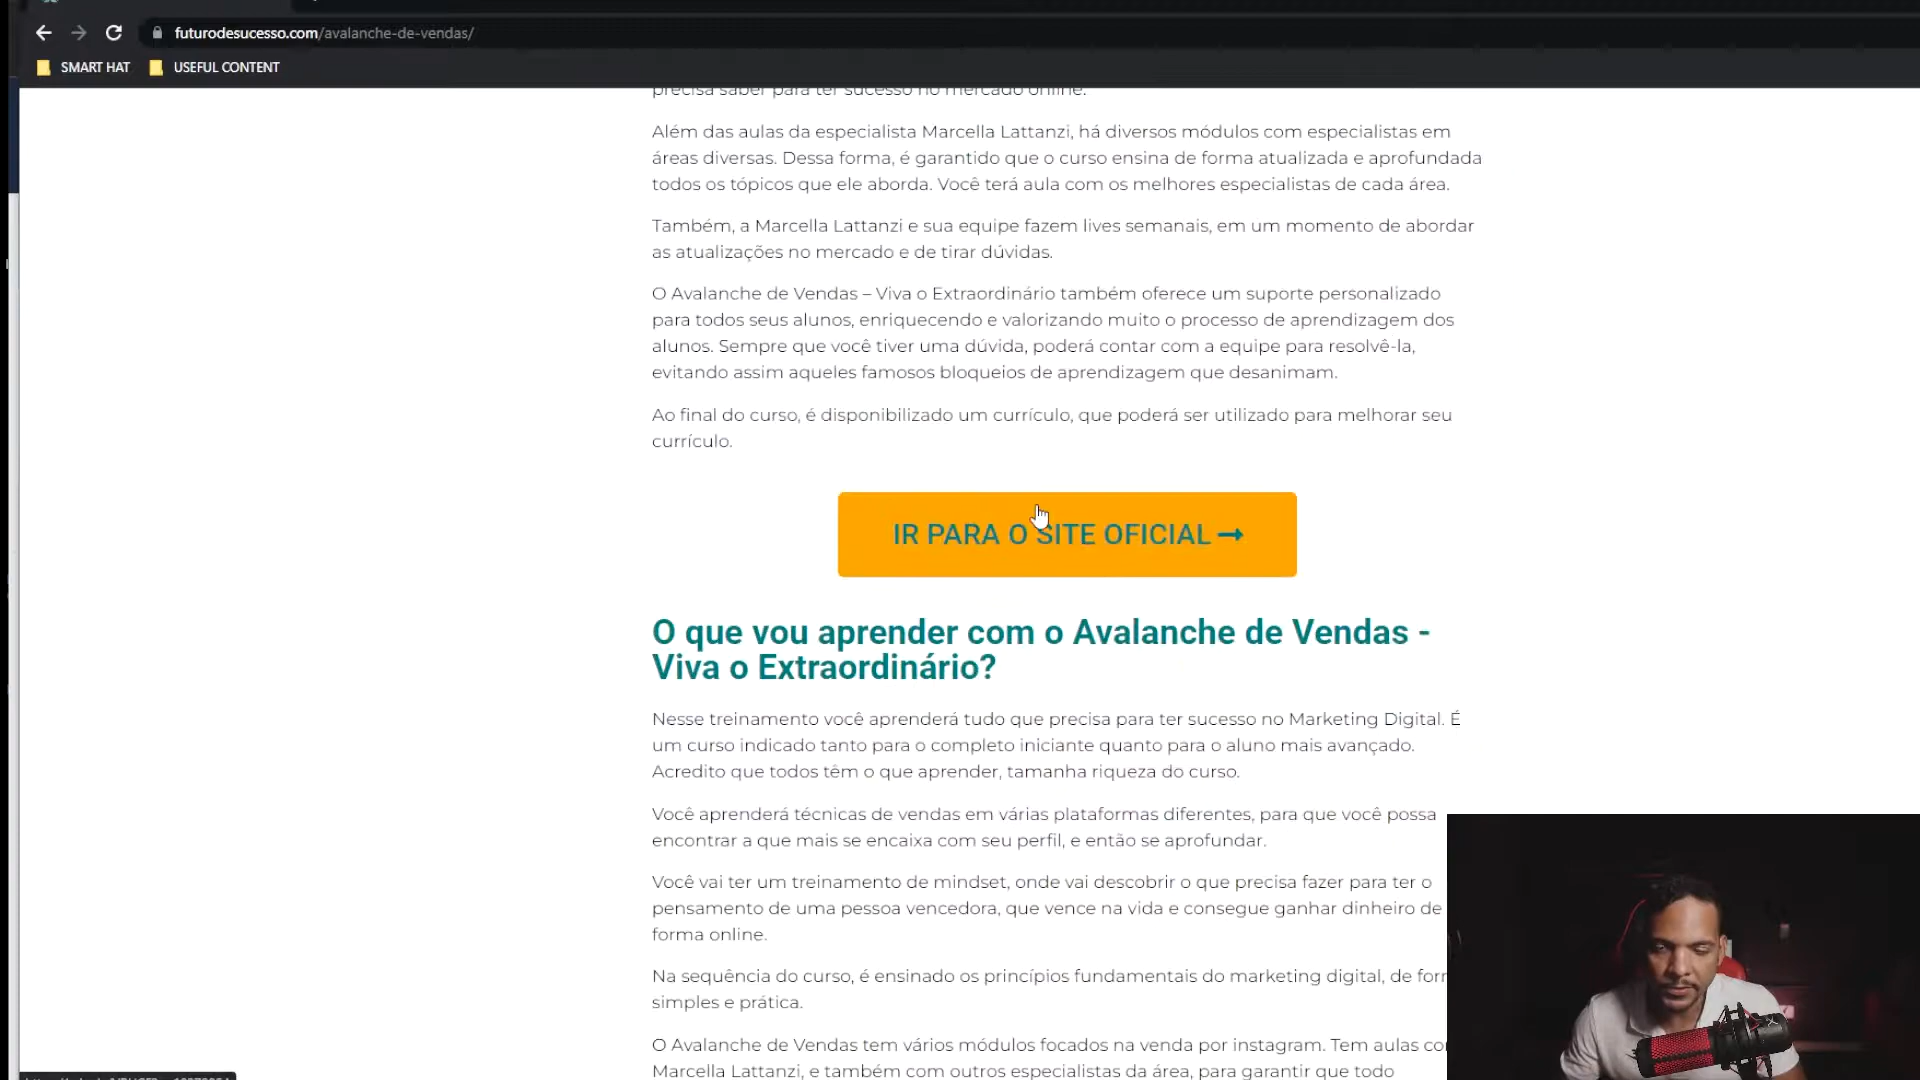 futurodesucesso.com/avalanche-de-vendas/
SMART HAT USEFUL CONTENT
precisa saber para ter sucesso no mercado online.
Além das aulas da especialista Marcella Lattanzi, há diversos módulos com especialistas em
áreas diversas. Dessa forma, é garantido que o curso ensina de forma atualizada e aprofundada
todos os tópicos que ele aborda. Você terá aula com os melhores especialistas de cada área.
Também, a Marcella Lattanzi e sua equipe fazem lives semanais, em um momento de abordar
as atualizações no mercado e de tirar dúvidas.
O Avalanche de Vendas – Viva o Extraordinário também oferece um suporte personalizado
para todos seus alunos, enriquecendo e valorizando muito o processo de aprendizagem dos
alunos. Sempre que você tiver uma dúvida, poderá contar com a equipe para resolvê-la,
evitando assim aqueles famosos bloqueios de aprendizagem que desanimam.
Ao final do curso, é disponibilizado um currículo, que poderá ser utilizado para melhorar seu
currículo.
IR PARA O SITE OFICIAL
O que vou aprender com o Avalanche de Vendas -
Viva o Extraordinário?
Nesse treinamento você aprenderá tudo que precisa para ter sucesso no Marketing Digital. É
um curso indicado tanto para o completo iniciante quanto para o aluno mais avançado.
Acredito que todos têm o que aprender, tamanha riqueza do curso.
Você aprenderá técnicas de vendas em várias plataformas diferentes, para que você possa
encontrar a que mais se encaixa com seu perfil, e então se aprofundar.
Você vai ter um treinamento de mindset, onde vai descobrir o que precisa fazer para ter o
pensamento de uma pessoa vencedora, que vence na vida e consegue ganhar dinheiro de
forma online.
Na sequência do curso, é ensinado os princípios fundamentais do marketing digital, de for
simples e prática.
O Avalanche de Vendas tem vários módulos focados na venda por instagram. Tem aulas co
Marcella Lattanzi, e também com outros especialistas da área, para garantir que todo